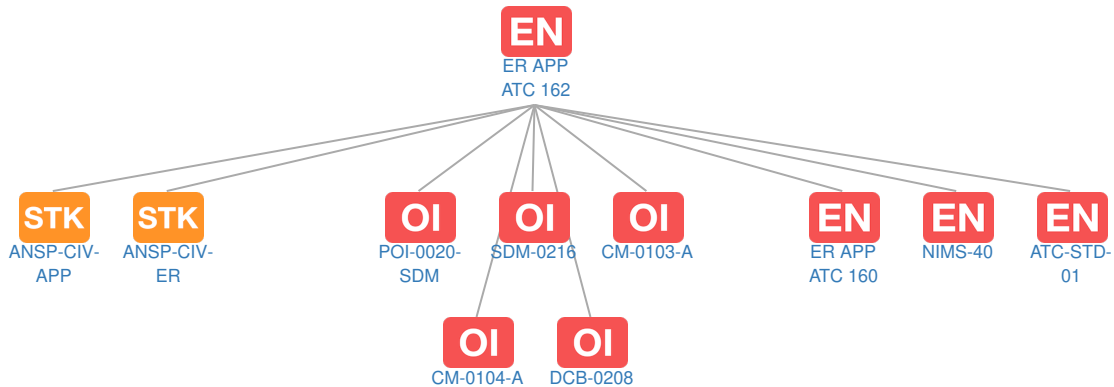 EN
ER APP
ATC 162
STK
ANSP-CIV-
APP
STK
ANSP-CIV-
ER
OI
POI-0020-
SDM
OI
SDM-0216
OI
CM-0103-A
EN
ER APP
ATC 160
EN
NIMS-40
EN
ATC-STD-
01
OI
CM-0104-A
OI
DCB-0208